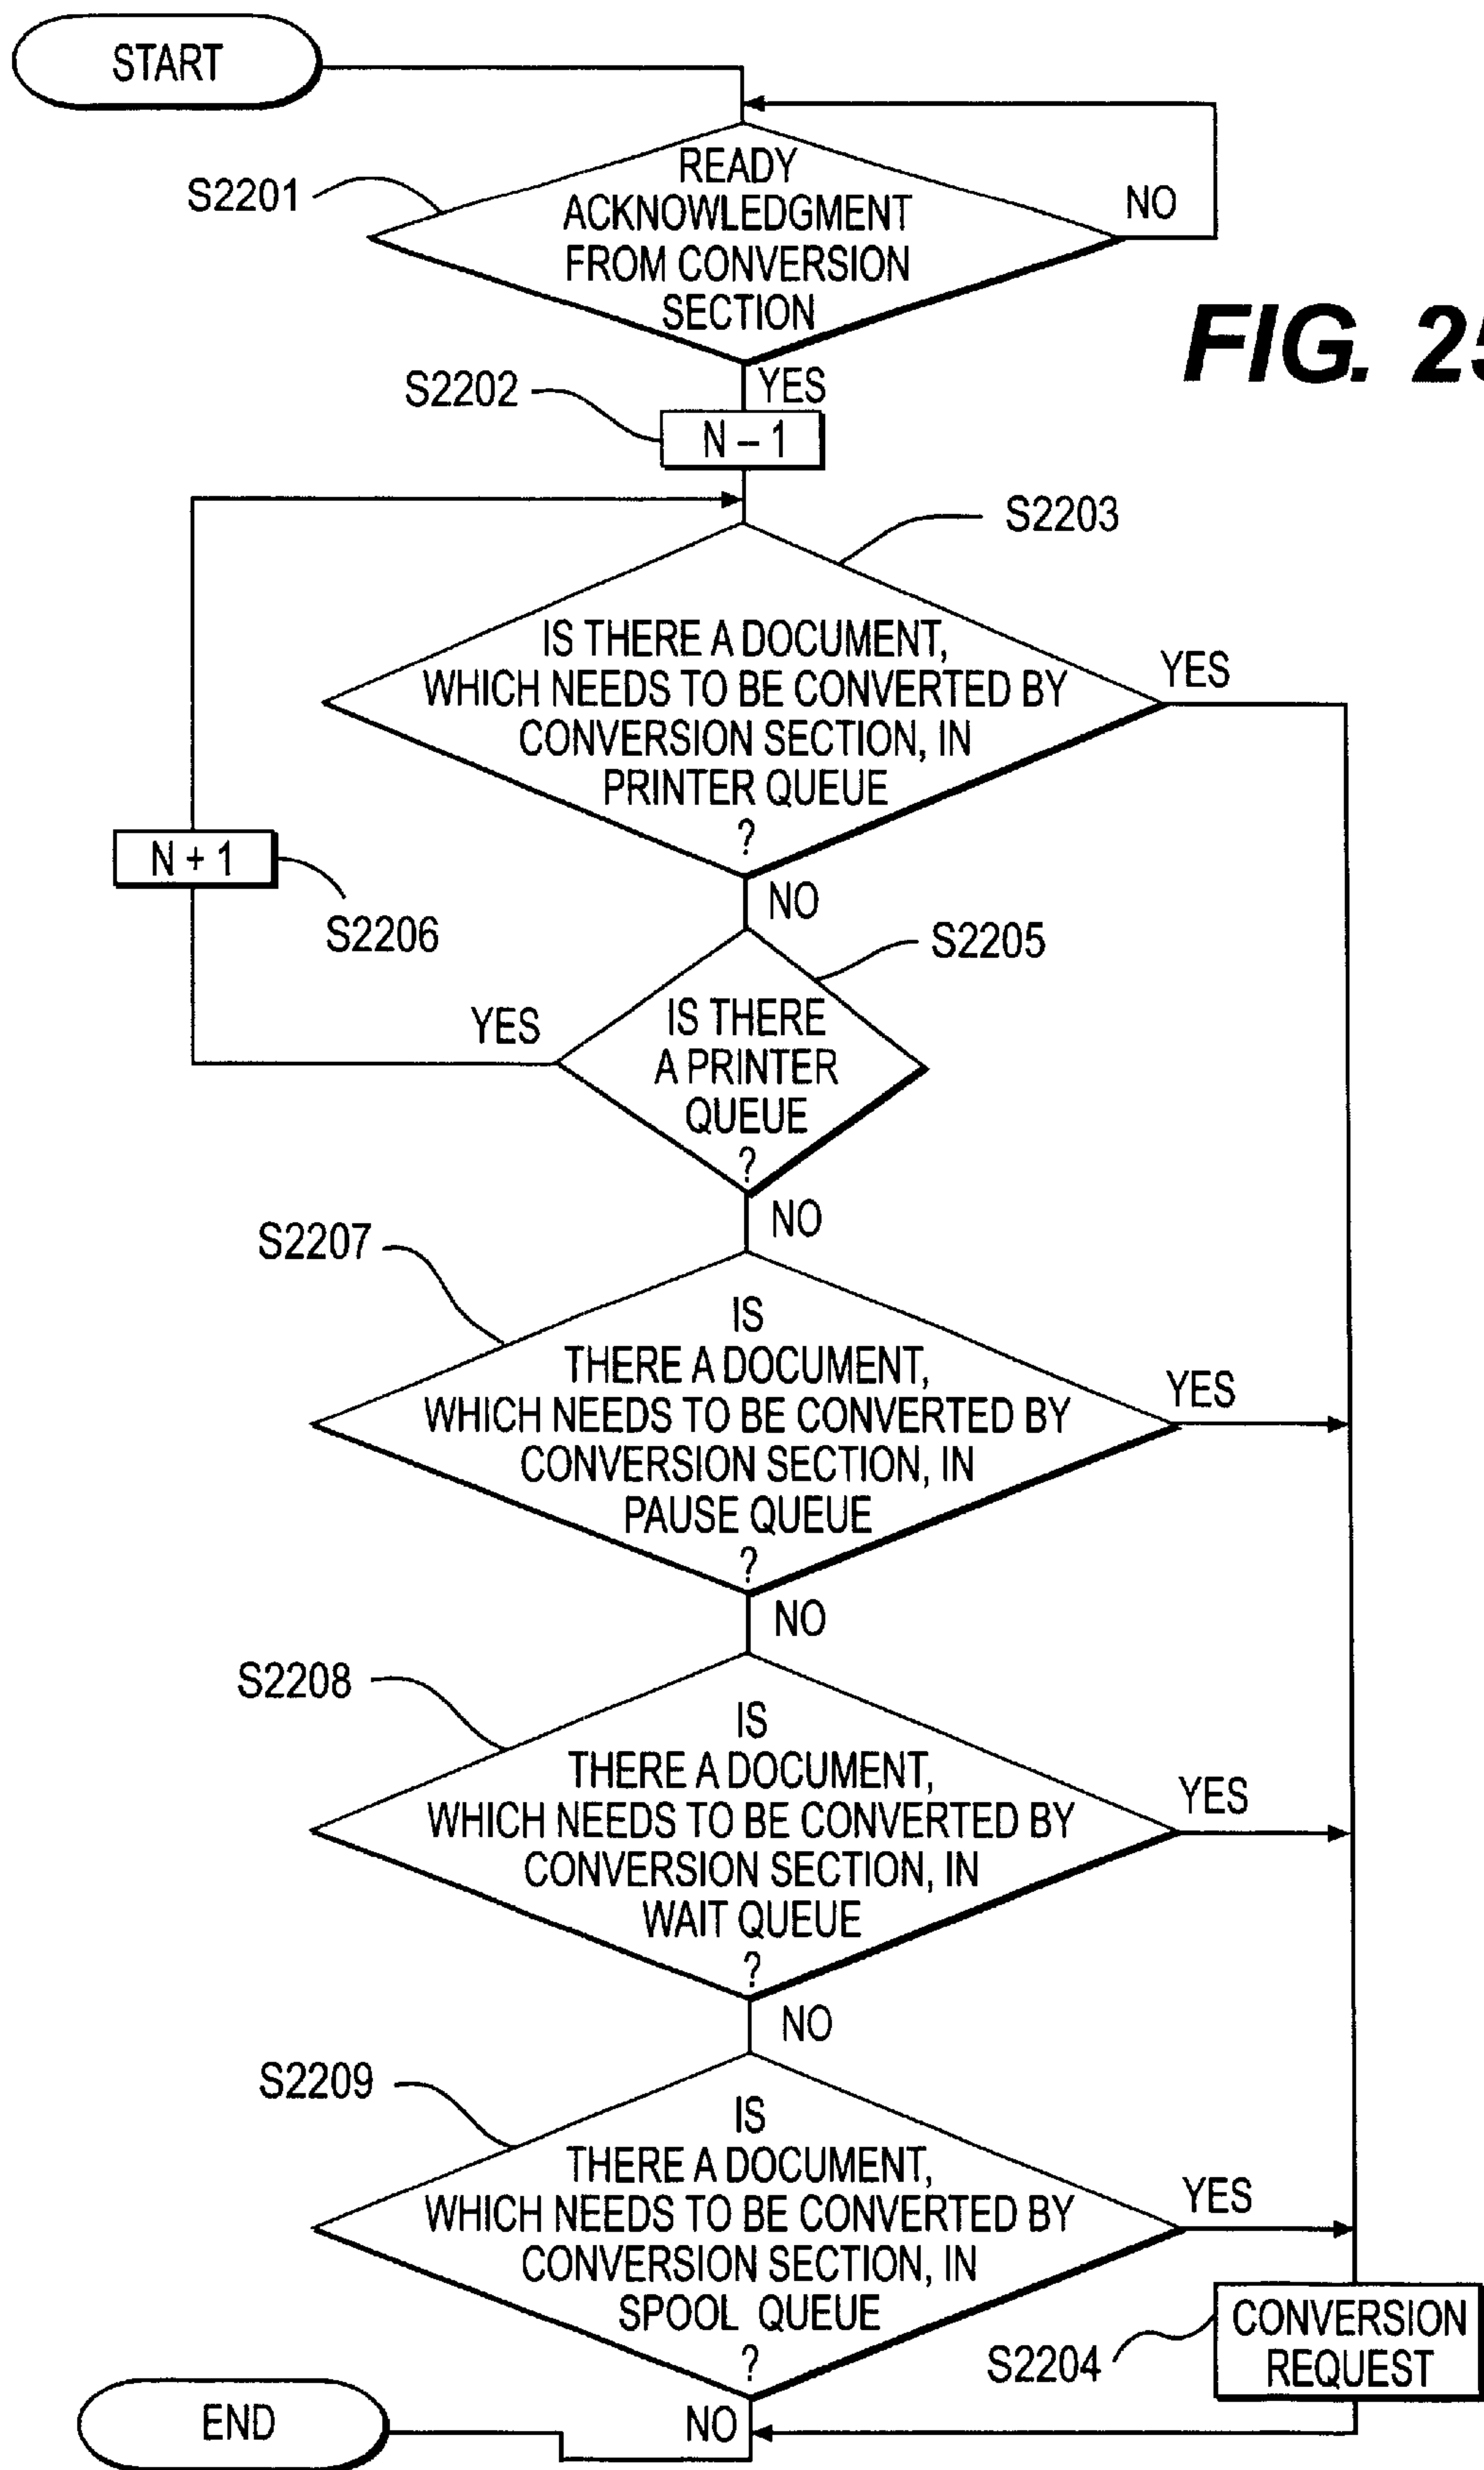 START
READY
ACKNOWLEDGMENT
FROM CONVERSION
SECTION
S2201
NO
FIG. 25
YES
S2202
N – 1
S2203
IS THERE A DOCUMENT,
WHICH NEEDS TO BE CONVERTED BY
CONVERSION SECTION, IN
PRINTER QUEUE
?
YES
N + 1
S2206
NO
S2205
IS THERE
A PRINTER
QUEUE
?
YES
NO
S2207
IS
THERE A DOCUMENT,
WHICH NEEDS TO BE CONVERTED BY
CONVERSION SECTION, IN
PAUSE QUEUE
?
YES
NO
S2208
IS
THERE A DOCUMENT,
WHICH NEEDS TO BE CONVERTED BY
CONVERSION SECTION, IN
WAIT QUEUE
?
YES
NO
S2209
IS
THERE A DOCUMENT,
WHICH NEEDS TO BE CONVERTED BY
CONVERSION SECTION, IN
SPOOL QUEUE
?
YES
S2204
CONVERSION
REQUEST
NO
END